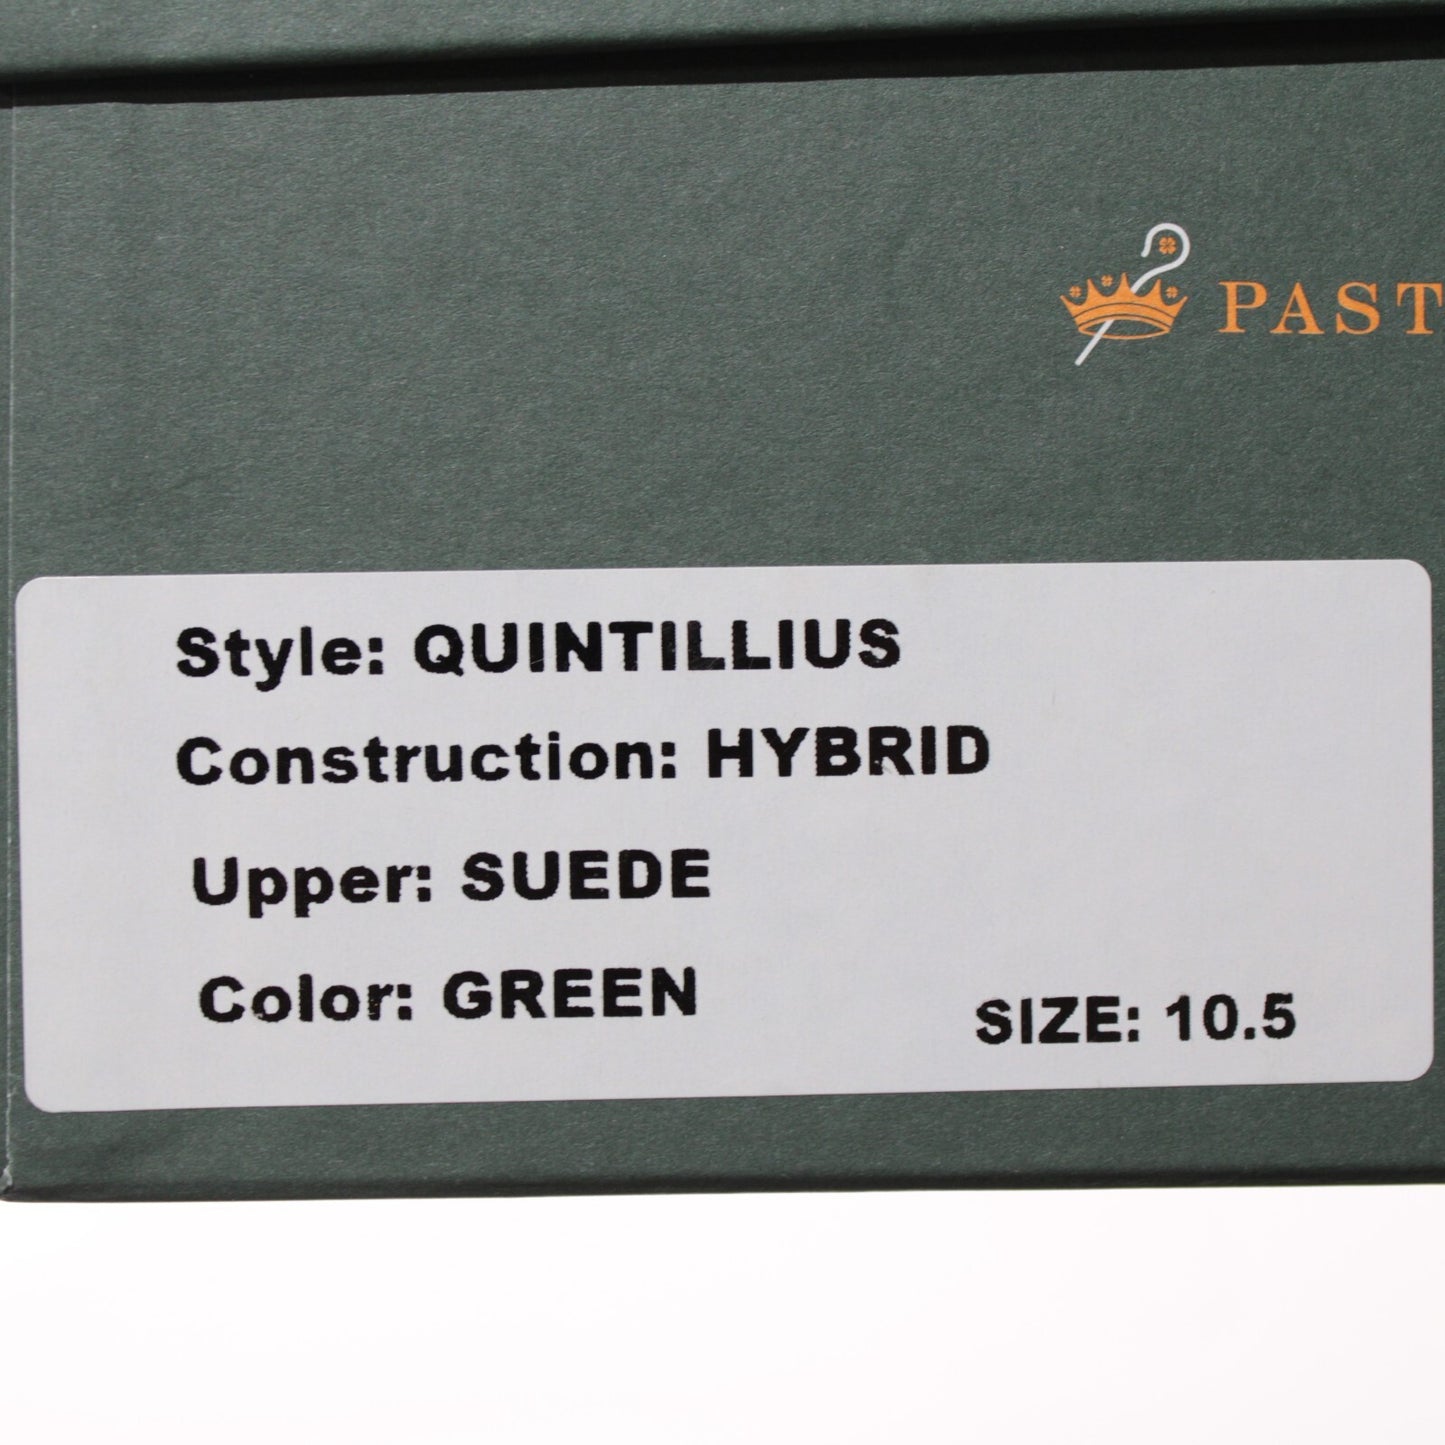 PAST
Style: QUINTILLIUS
Construction: HYBRID
Upper: SUEDE
Color: GREEN
SIZE: 10.5